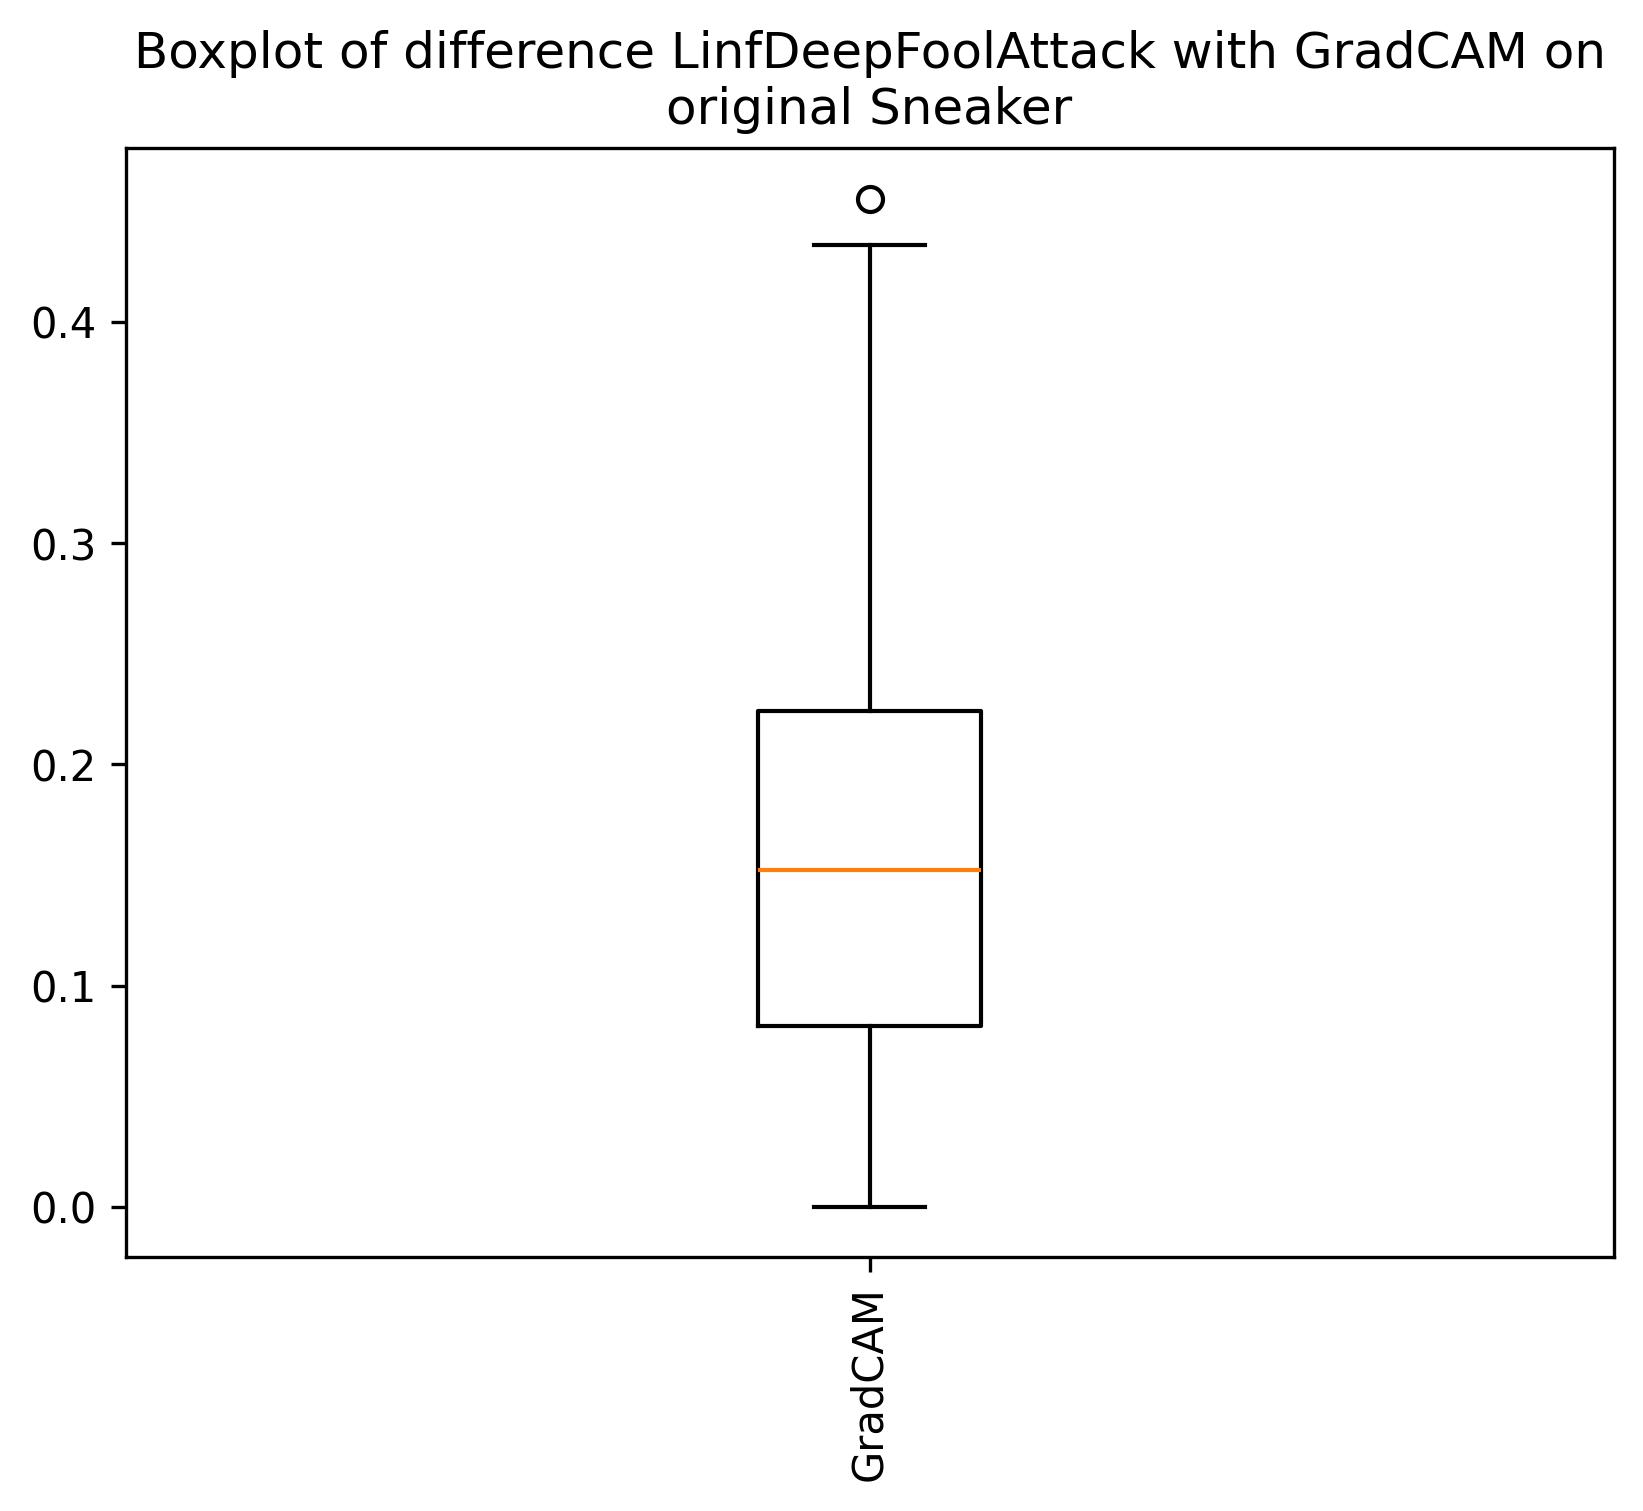 Boxplot of difference LinfDeepFoolAttack with GradCAM on
original Sneaker
0.4
0.3
0.2
0.1
0.0
GradCAM